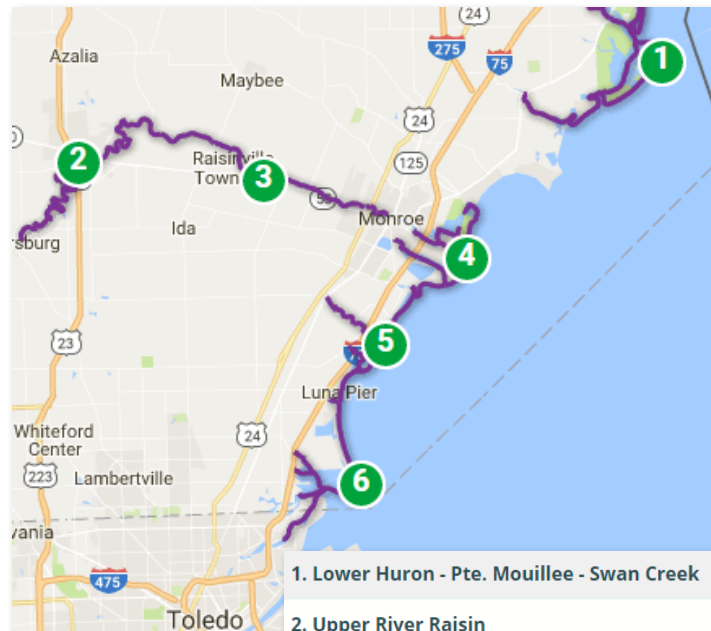 24
1
Azalia
275
75
Maybee
24
125
2
Raisinville
Town
3
Monroe
rsburg
Ida
4
23
5
Luna Pier
Whiteford
Center
24
223
Lambertville
6
vania
475
Toledo
1. Lower Huron - Pte. Mouillee - Swan Creek
2. Upper River Raisin